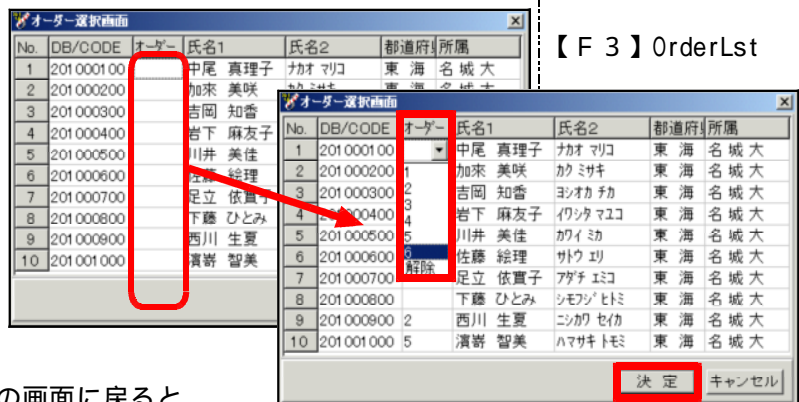 オーダー選択画面
No. DB/CODE オーダー 氏名1 氏名2 都道府 所属
1 201000100 中尾 真理子 ナカオ マリコ 東 海 名 城 大
2 201000200 加來 美咲
3 201000300 吉岡 知香
4 201000400 岩下 麻友子
5 201000500 川井 美佳
6 201000600 佐藤 絵理
7 201000700 足立 依實子
8 201000800 下藤 ひとみ
9 201000900 西川 生夏
10 201001000 濱嵜 智美
【F3】OrderLst
オーダー選択画面
No. DB/CODE オーダー 氏名1 氏名2 都道府 所属
1 201000100 中尾 真理子 ナカオ マリコ 東 海 名 城 大
2 201000200 1 加來 美咲 カク ミサキ 東 海 名 城 大
3 201000300 2 吉岡 知香 ヨシオカ チカ 東 海 名 城 大
3
4 000400 4 岩下 麻友子 イワシタ マユコ 東 海 名 城 大
5 201000500 5 川井 美佳 カワイ ミカ 東 海 名 城 大
6 201000600 6 佐藤 絵理 サトウ エリ 東 海 名 城 大
解除
7 201000700 足立 依實子 アダチ エミコ 東 海 名 城 大
8 201000800 下藤 ひとみ シモフジ ヒトミ 東 海 名 城 大
9 201000900 2 西川 生夏 ニシカワ セイカ 東 海 名 城 大
10 201001000 5 濱嵜 智美 ハマサキ トモミ 東 海 名 城 大
決 定 キャンセル
の画面に戻ると